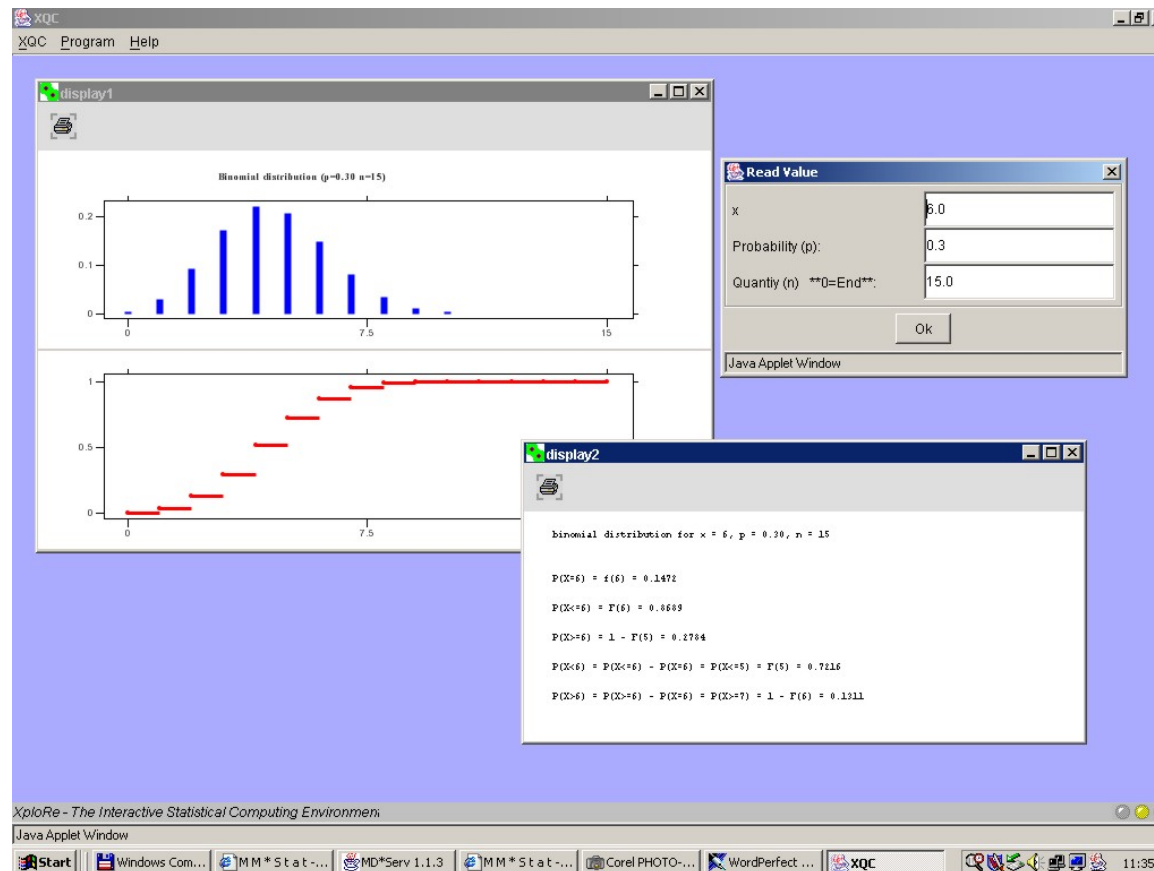 XQC
XQC Program Help
display1
Binomial distribution (p=0.30 n=15)
0.2
0.1
0
0 7.5 15
1
0.5
0
0 7.5
Read Value
x 6.0
Probability (p): 0.3
Quantiy (n) **0=End**: 15.0
Ok
Java Applet Window
display2
binomial distribution for x = 6, p = 0.30, n = 15
P(X=6) = f(6) = 0.1472
P(X<=6) = F(6) = 0.8689
P(X>=6) = 1 - F(5) = 0.2784
P(X<6) = P(X<=6) - P(X=6) = P(X<=5) = F(5) = 0.7216
P(X>6) = P(X>=6) - P(X=6) = P(X>=7) = 1 - F(6) = 0.1311
XploRe - The Interactive Statistical Computing Environmen
Java Applet Window
Start Windows Com... M M * S t a t -... MD*Serv 1.1.3 M M * S t a t -... Corel PHOTO-... WordPerfect ... XQC 11:35